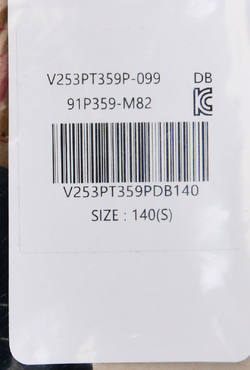 V253PT359P-099 DB
91P359-M82
V253PT359PDB140
SIZE : 140(S)